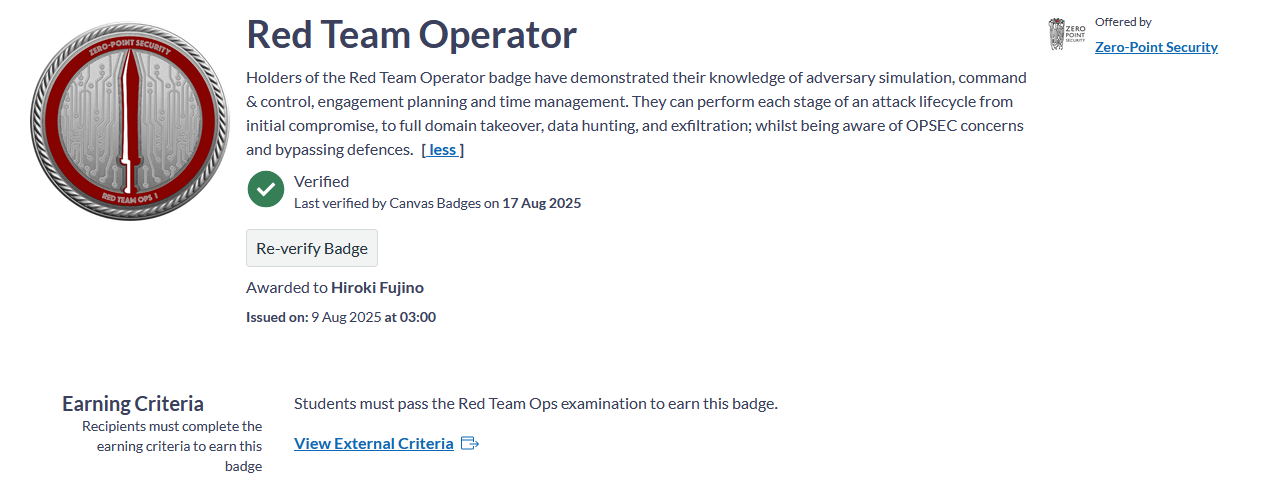 ZERO-POINT SECURITY
RED TEAM OPS 1
Red Team Operator
Holders of the Red Team Operator badge have demonstrated their knowledge of adversary simulation, command
& control, engagement planning and time management. They can perform each stage of an attack lifecycle from
initial compromise, to full domain takeover, data hunting, and exfiltration; whilst being aware of OPSEC concerns
and bypassing defences. [ less ]
Verified
Last verified by Canvas Badges on 17 Aug 2025
Re-verify Badge
Awarded to Hiroki Fujino
Issued on: 9 Aug 2025 at 03:00
ZERO
POINT
SECURITY
Offered by
Zero-Point Security
Earning Criteria
Recipients must complete the
earning criteria to earn this
badge
Students must pass the Red Team Ops examination to earn this badge.
View External Criteria